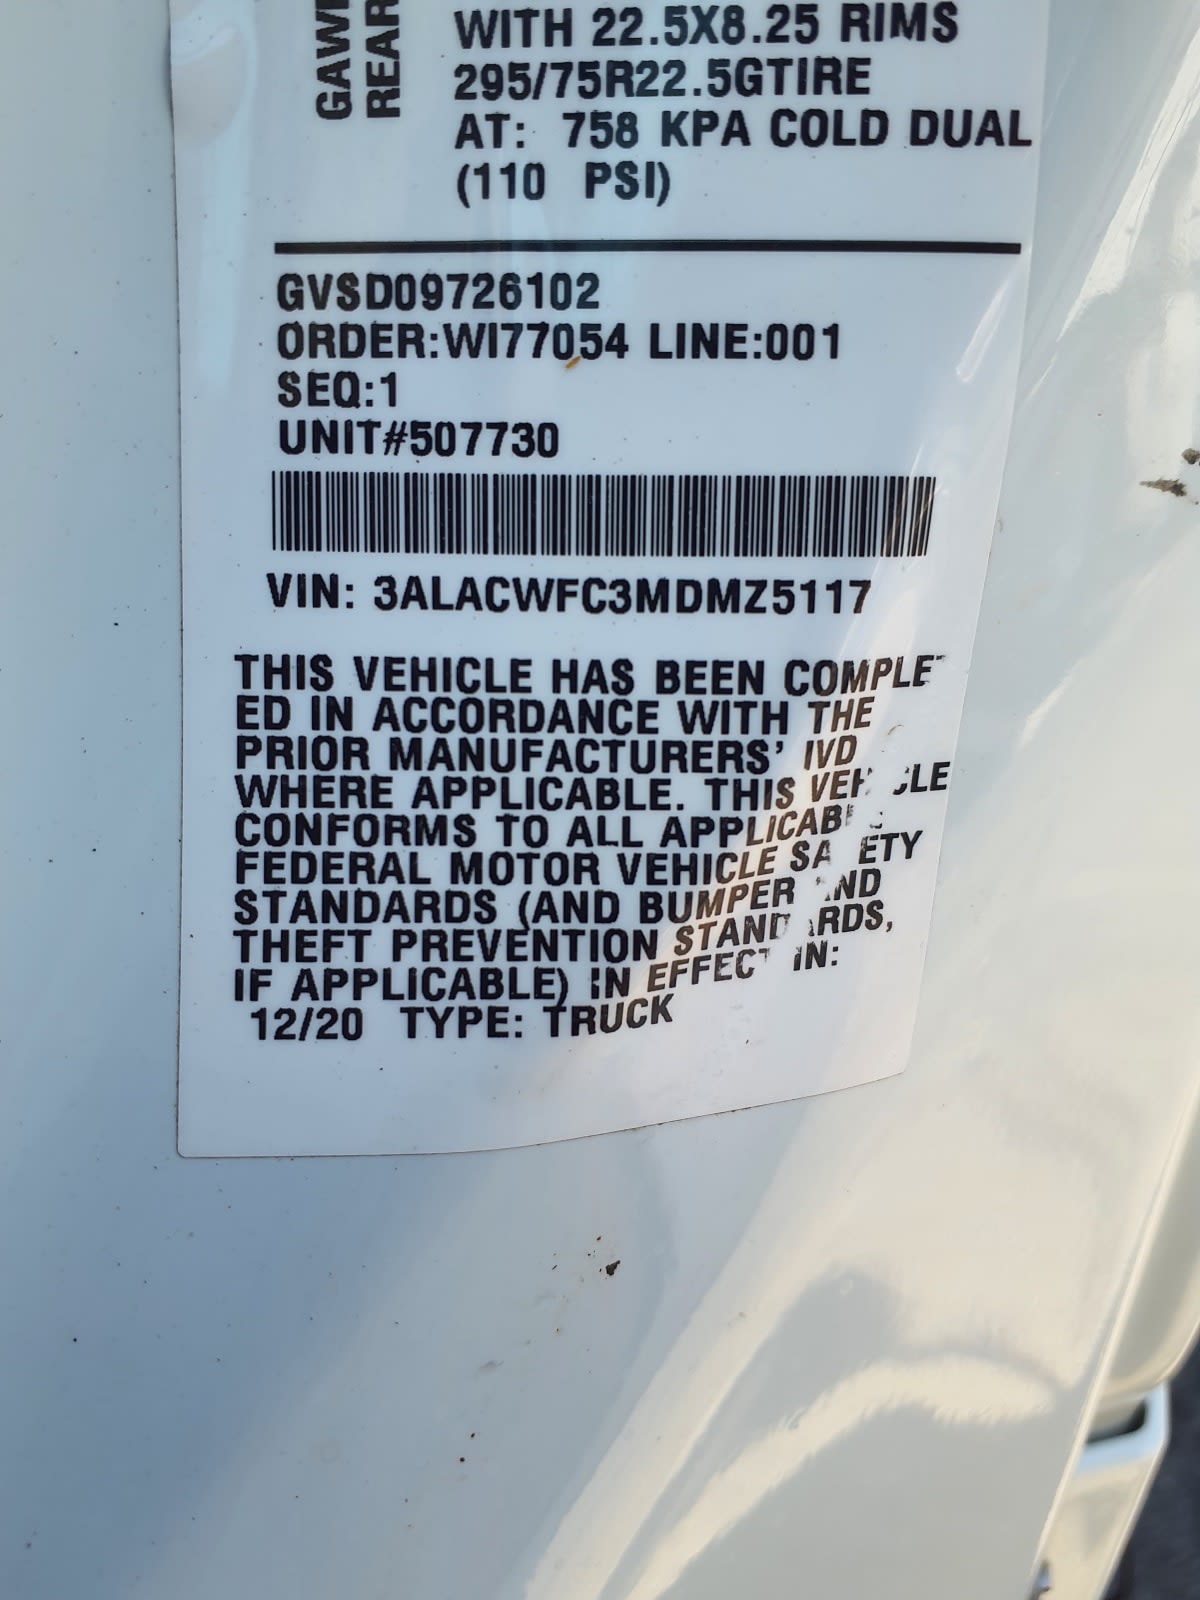 GAW
REAR
WITH 22.5X8.25 RIMS
295/75R22.5GTIRE
AT: 758 KPA COLD DUAL
(110 PSI)
GVSD09726102
ORDER:WI77054 LINE:001
SEQ:1
UNIT#507730
VIN: 3ALACWFC3MDMZ5117
THIS VEHICLE HAS BEEN COMPLET
ED IN ACCORDANCE WITH THE
PRIOR MANUFACTURERS' IVD
WHERE APPLICABLE. THIS VEHICLE
CONFORMS TO ALL APPLICABLE
FEDERAL MOTOR VEHICLE SAFETY
STANDARDS (AND BUMPER AND
THEFT PREVENTION STANDARDS,
IF APPLICABLE) IN EFFECT IN:
12/20 TYPE: TRUCK